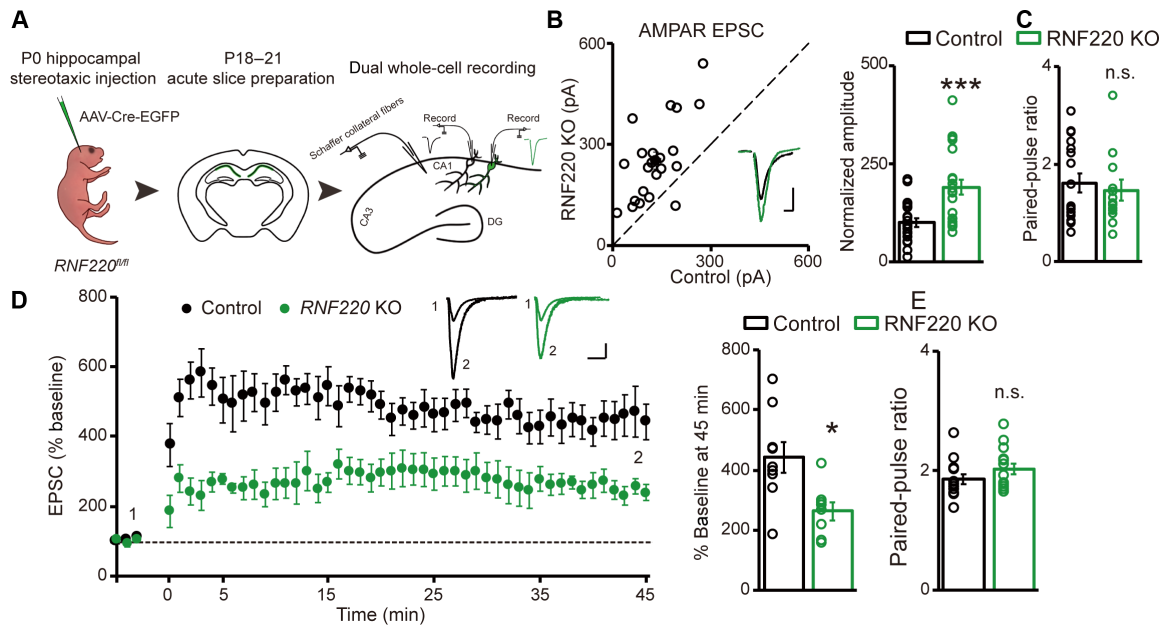 A
P0 hippocampal
stereotaxic injection
AAV-Cre-EGFP
RNF220fl/fl
P18–21
acute slice preparation
Dual whole-cell recording
Schaffer collateral fibers
Record
Record
CA1
CA3
DG
B
AMPAR EPSC
RNF220 KO (pA)
600
300
0
0
300
600
Control (pA)
Control
RNF220 KO
Normalized amplitude
500
250
0
***
C
Paired-pulse ratio
4
2
0
n.s.
D
Control
RNF220 KO
EPSC (% baseline)
800
600
400
200
0
1
2
1
2
1
2
0
5
15
25
35
45
Time (min)
Control
RNF220 KO
% Baseline at 45 min
800
600
400
200
0
*
E
Paired-pulse ratio
4
2
0
n.s.